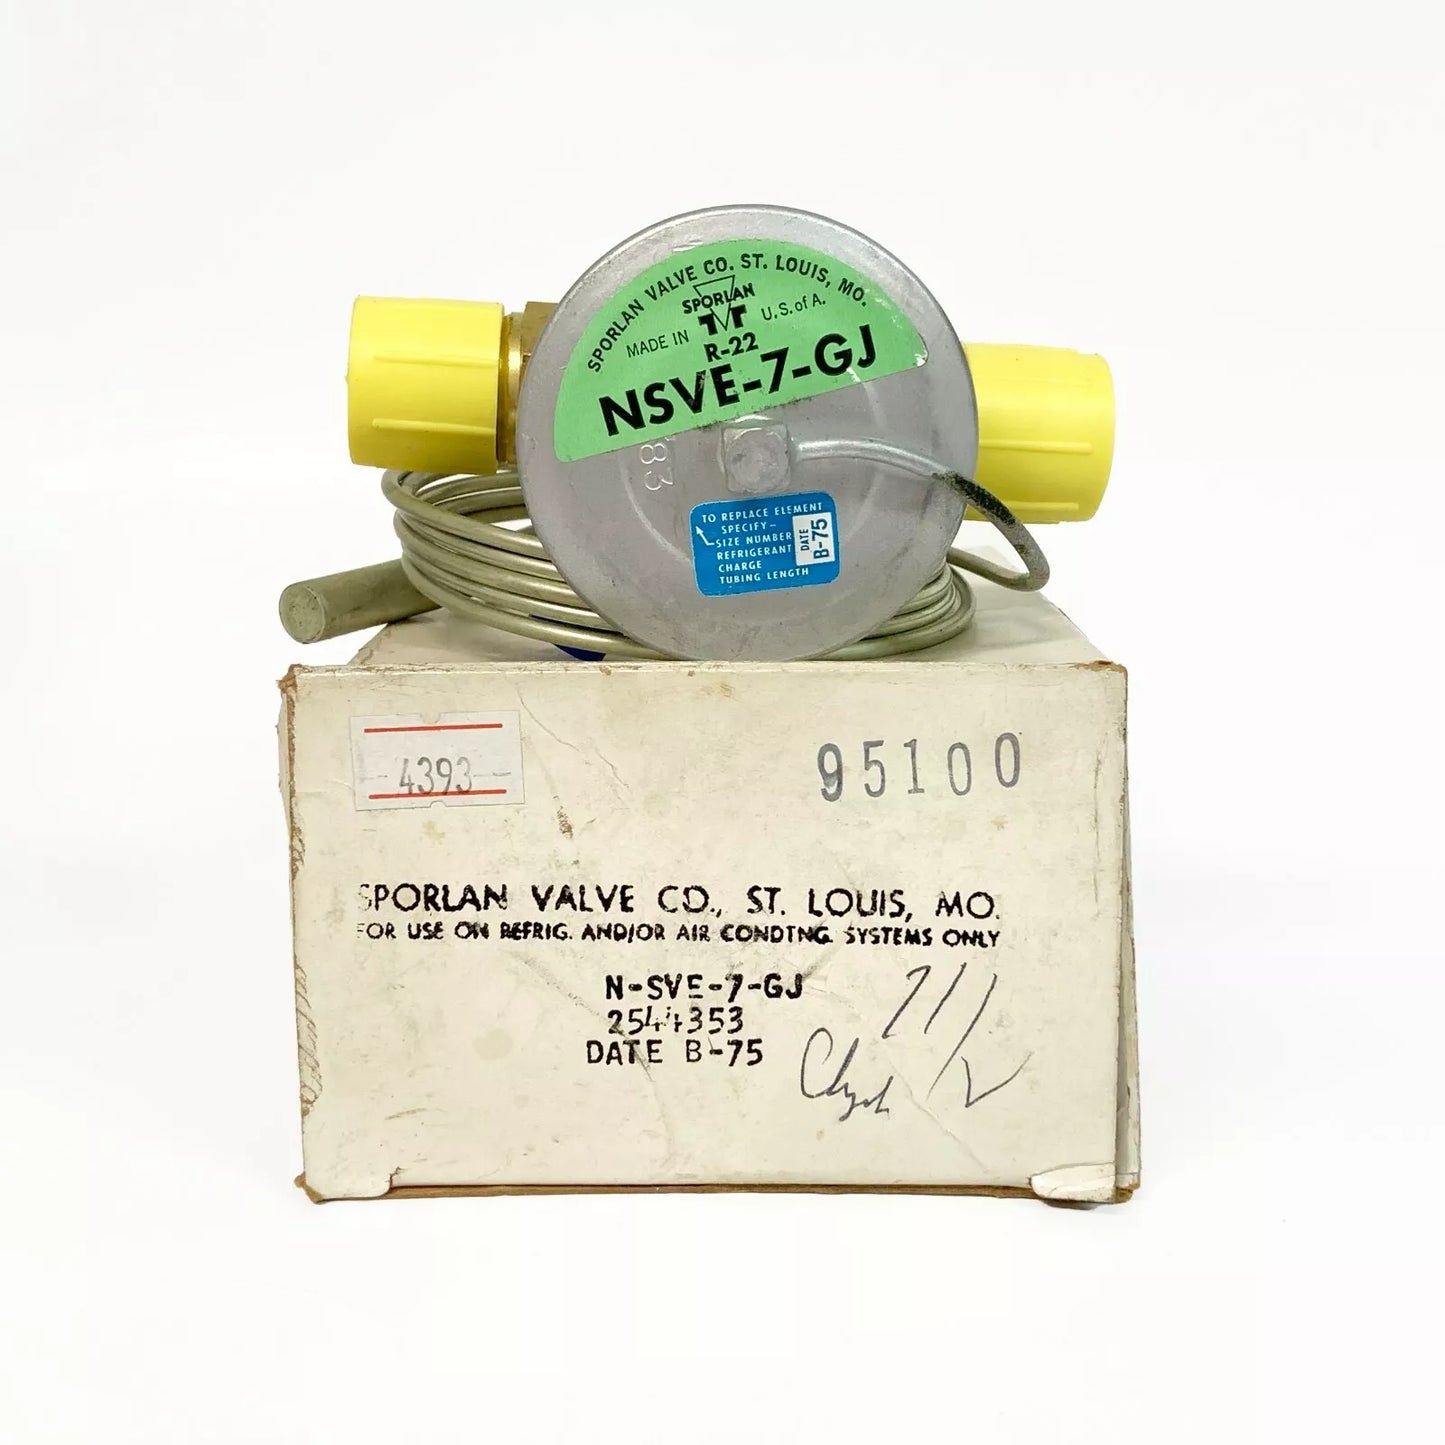 SPORLAN VALVE CO. ST. LOUIS, MO.
SPORLAN
MADE IN TVT U.S. of A.
R-22
NSVE-7-GJ
83
TO REPLACE ELEMENT
SPECIFY-
SIZE NUMBER
REFRIGERANT
CHARGE
TUBING LENGTH
DATE
B-75
4393
95100
SPORLAN VALVE CO., ST. LOUIS, MO.
FOR USE ON REFRIG. AND/OR AIR CONDTNG. SYSTEMS ONLY
N-SVE-7-GJ
2544353
DATE B-75